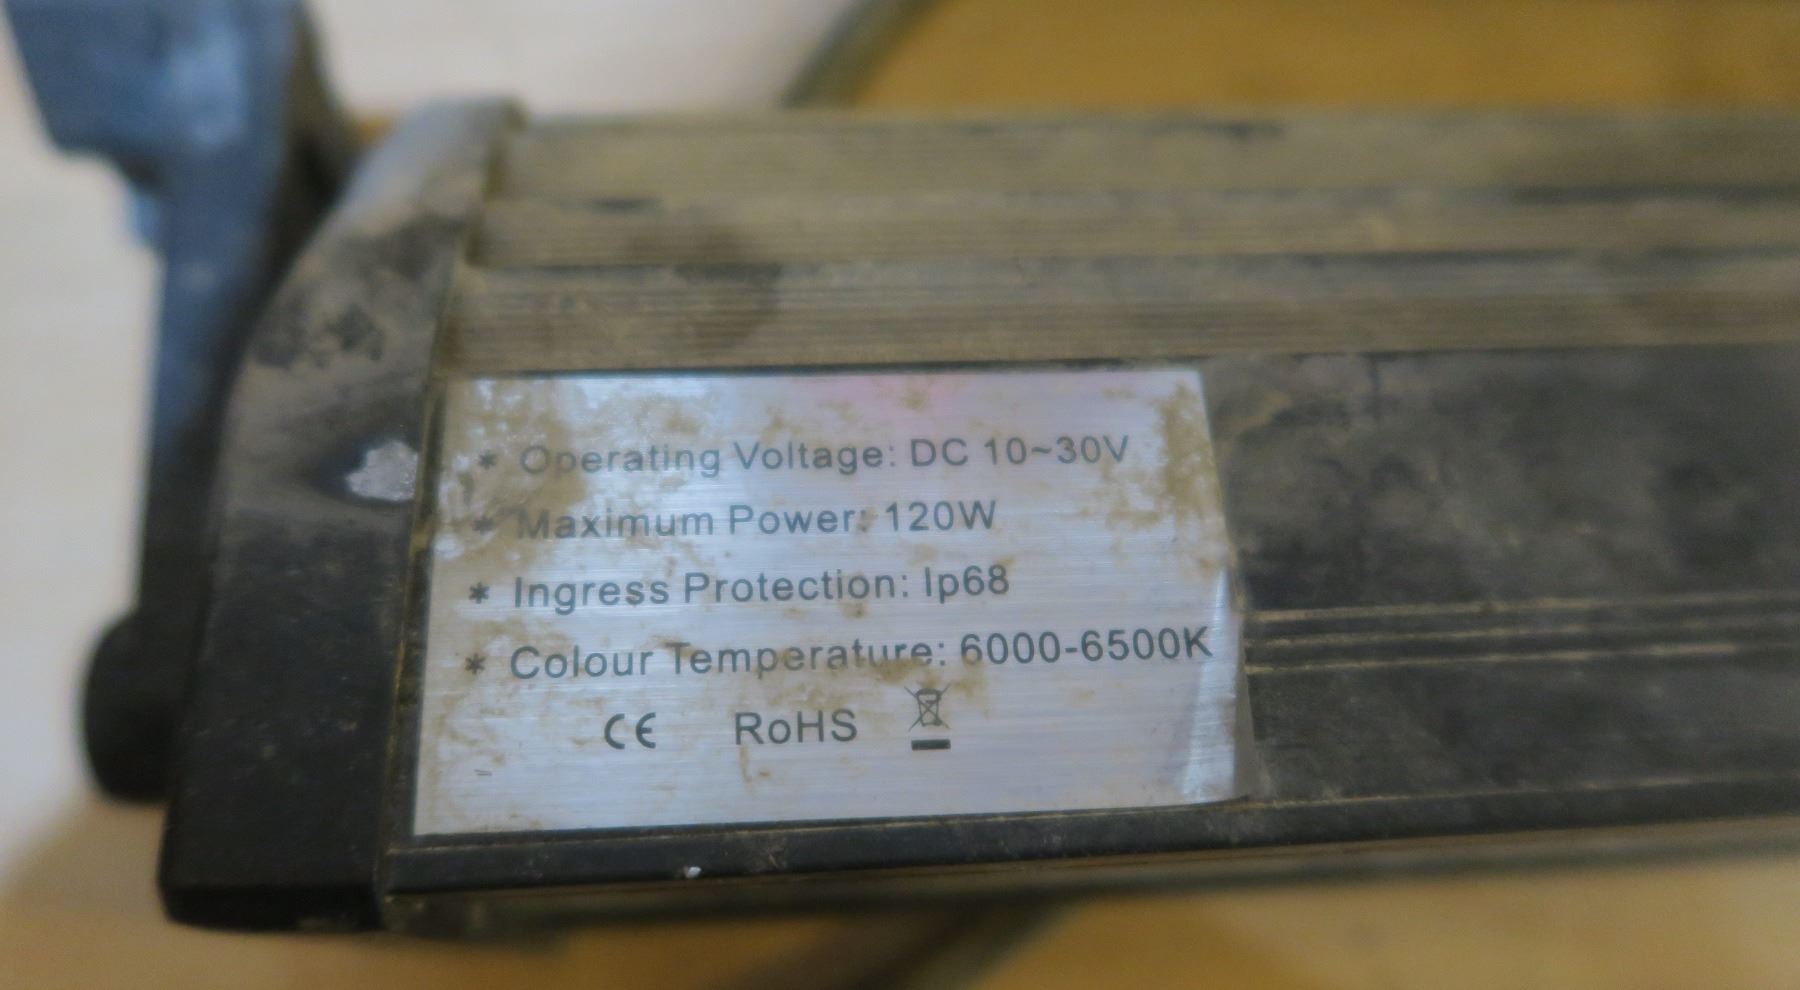 * Operating Voltage: DC 10~30V
* Maximum Power: 120W
* Ingress Protection: Ip68
* Colour Temperature: 6000-6500K
CE RoHS